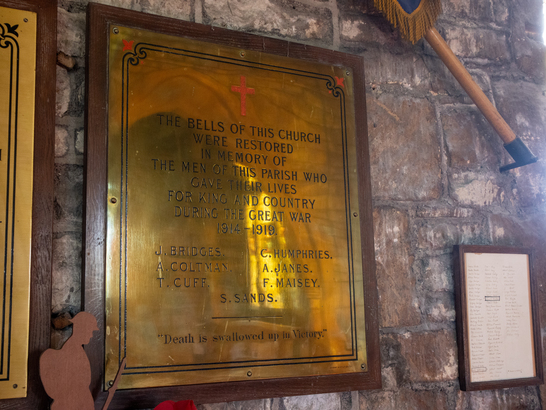 THE BELLS OF THIS CHURCH
WERE RESTORED
IN MEMORY OF
THE MEN OF THIS PARISH WHO
GAVE THEIR LIVES
FOR KING AND COUNTRY
DURING THE GREAT WAR
1914-1919.
J. BRIDGES. C. HUMPHRIES.
A. COLTMAN. A. JANES.
T. CUFF. F. MAISEY.
S. SANDS.
"Death is swallowed up in Victory."